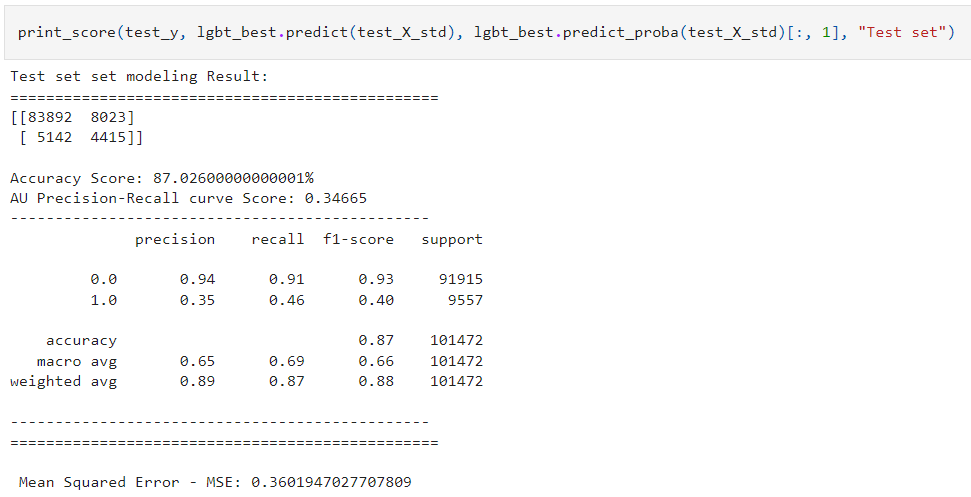 print_score(test_y, lgbt_best.predict(test_X_std), lgbt_best.predict_proba(test_X_std)[:, 1], "Test set")
Test set set modeling Result:
================================================
[[83892  8023]
 [ 5142  4415]]
Accuracy Score: 87.02600000000001%
AU Precision-Recall curve Score: 0.34665
-----------------------------------------------
              precision    recall  f1-score   support
         0.0       0.94      0.91      0.93     91915
         1.0       0.35      0.46      0.40      9557
    accuracy                           0.87    101472
   macro avg       0.65      0.69      0.66    101472
weighted avg       0.89      0.87      0.88    101472
-----------------------------------------------
================================================
 Mean Squared Error - MSE: 0.3601947027707809